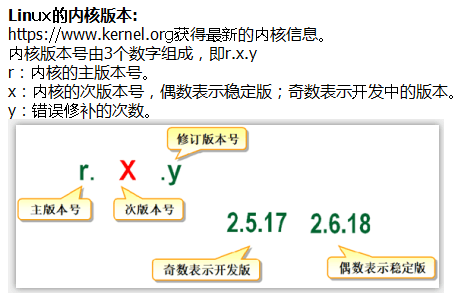 Linux的内核版本:
https://www.kernel.org获得最新的内核信息。
内核版本号由3个数字组成，即r.x.y
r：内核的主版本号。
x：内核的次版本号，偶数表示稳定版；奇数表示开发中的版本。
y：错误修补的次数。
修订版本号
r. X .y
主版本号 次版本号
2.5.17 2.6.18
奇数表示开发版 偶数表示稳定版